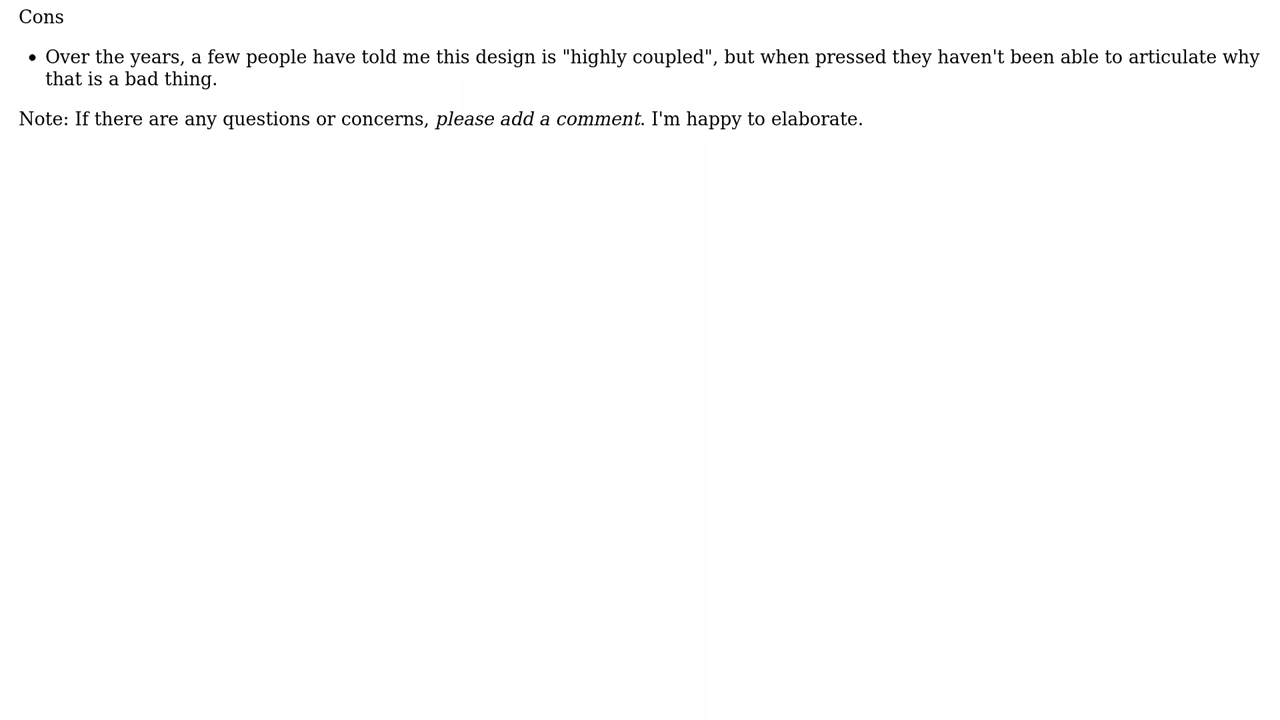 Cons
• Over the years, a few people have told me this design is "highly coupled", but when pressed they haven't been able to articulate why
that is a bad thing.
Note: If there are any questions or concerns, please add a comment. I'm happy to elaborate.